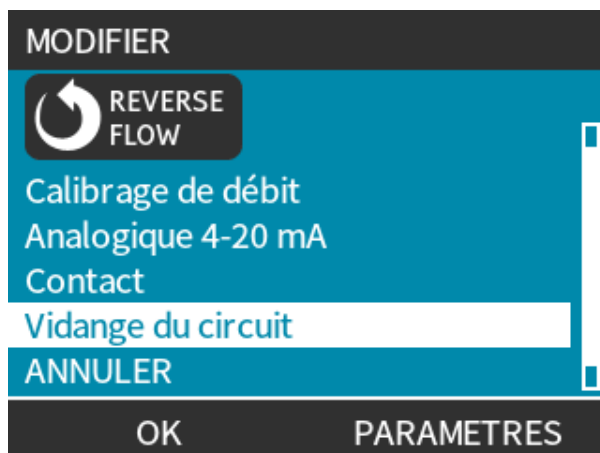 MODIFIER
REVERSE
FLOW
Calibrage de débit
Analogique 4-20 mA
Contact
Vidange du circuit
ANNULER
OK PARAMETRES